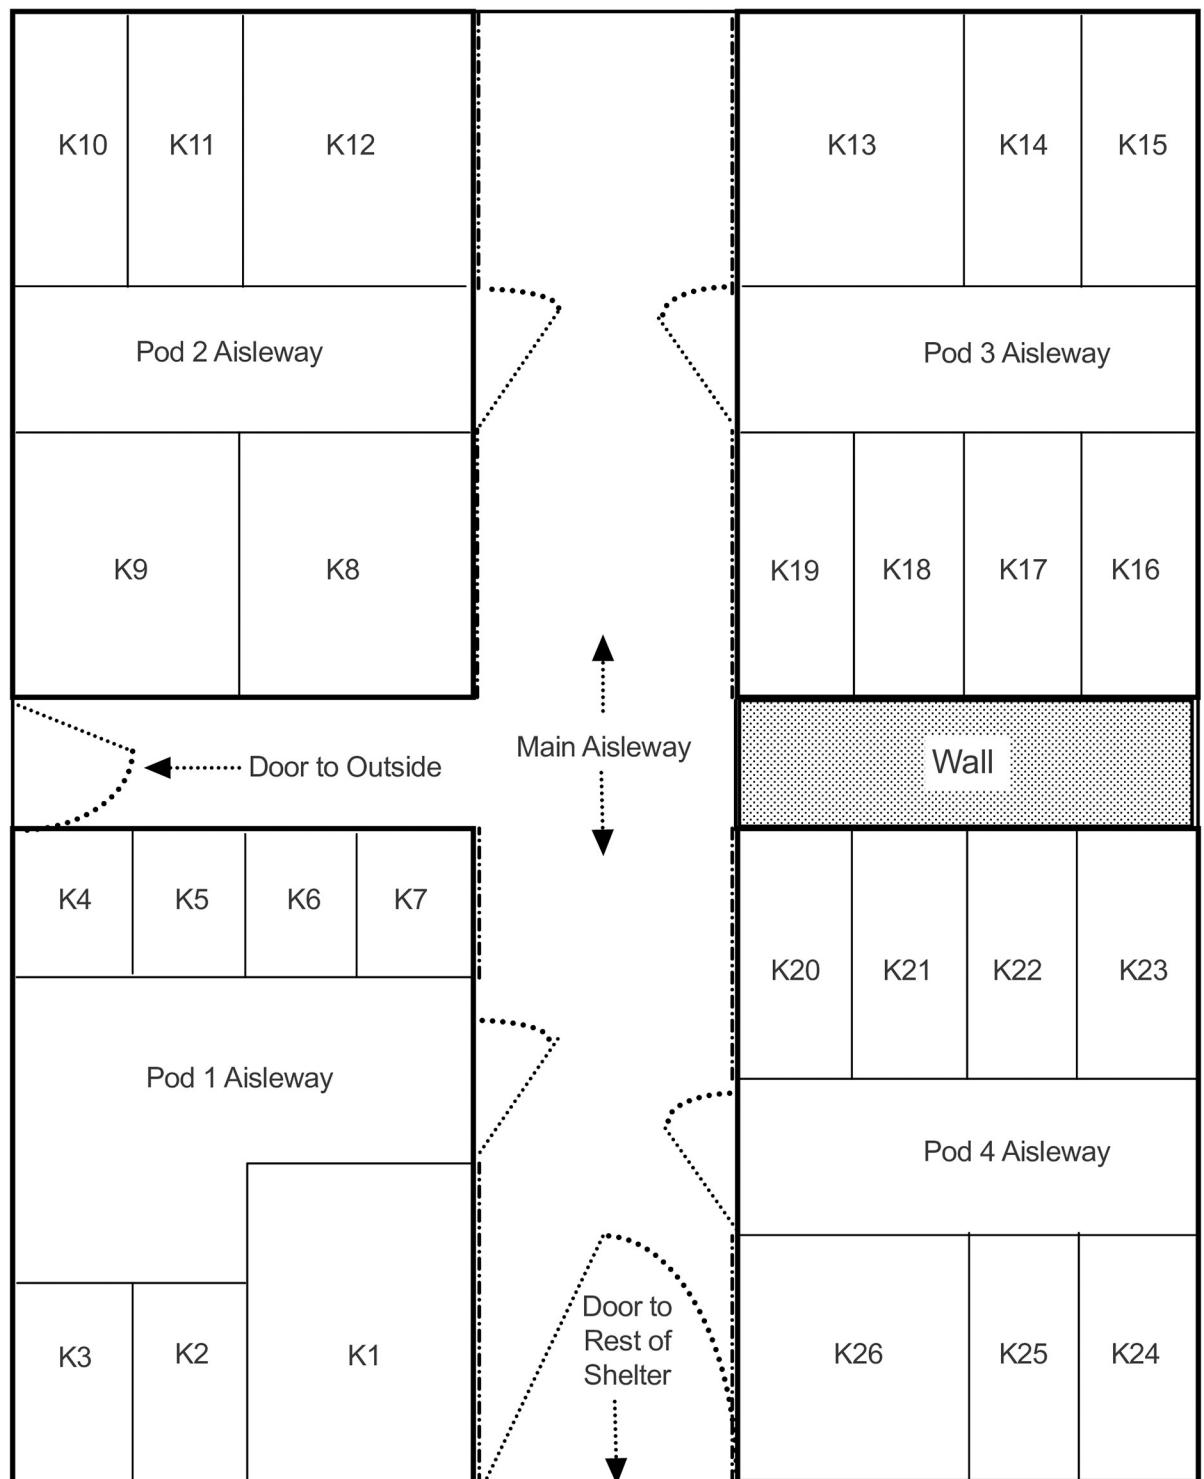 K10 K11 K12 K13 K14 K15
Pod 2 Aisleway Pod 3 Aisleway
K9 K8 K19 K18 K17 K16
Main Aisleway Wall
Door to Outside
K4 K5 K6 K7
K20 K21 K22 K23
Pod 1 Aisleway
Pod 4 Aisleway
Door to
Rest of
Shelter
K3 K2 K1 K26 K25 K24